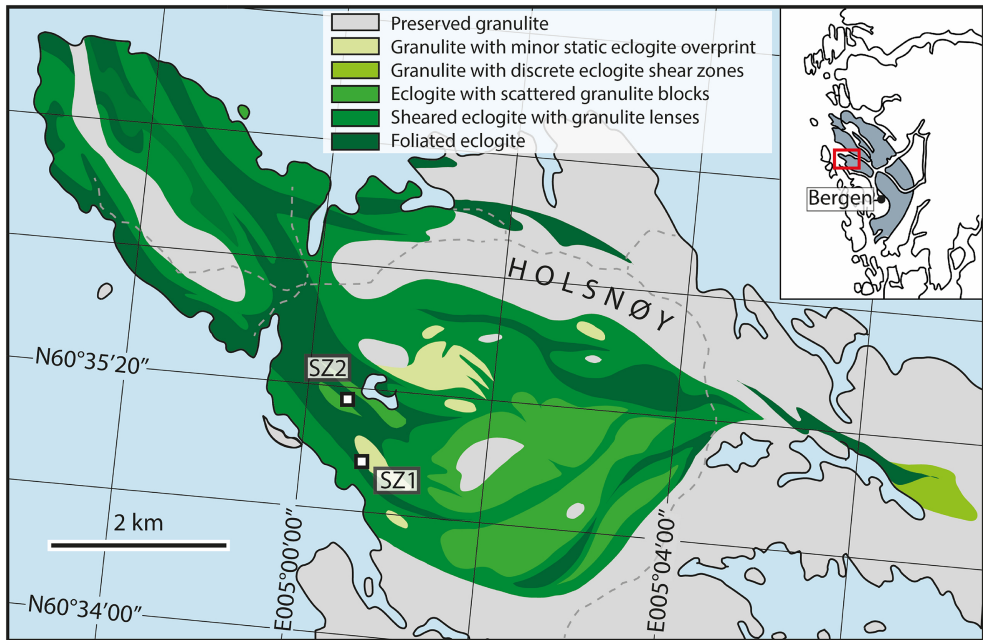 Preserved granulite
Granulite with minor static eclogite overprint
Granulite with discrete eclogite shear zones
Eclogite with scattered granulite blocks
Sheared eclogite with granulite lenses
Foliated eclogite
Bergen
HOLSNØY
N60°35'20”
SZ2
SZ1
2 km
E005°00'00”
E005°04'00”
N60°34'00”